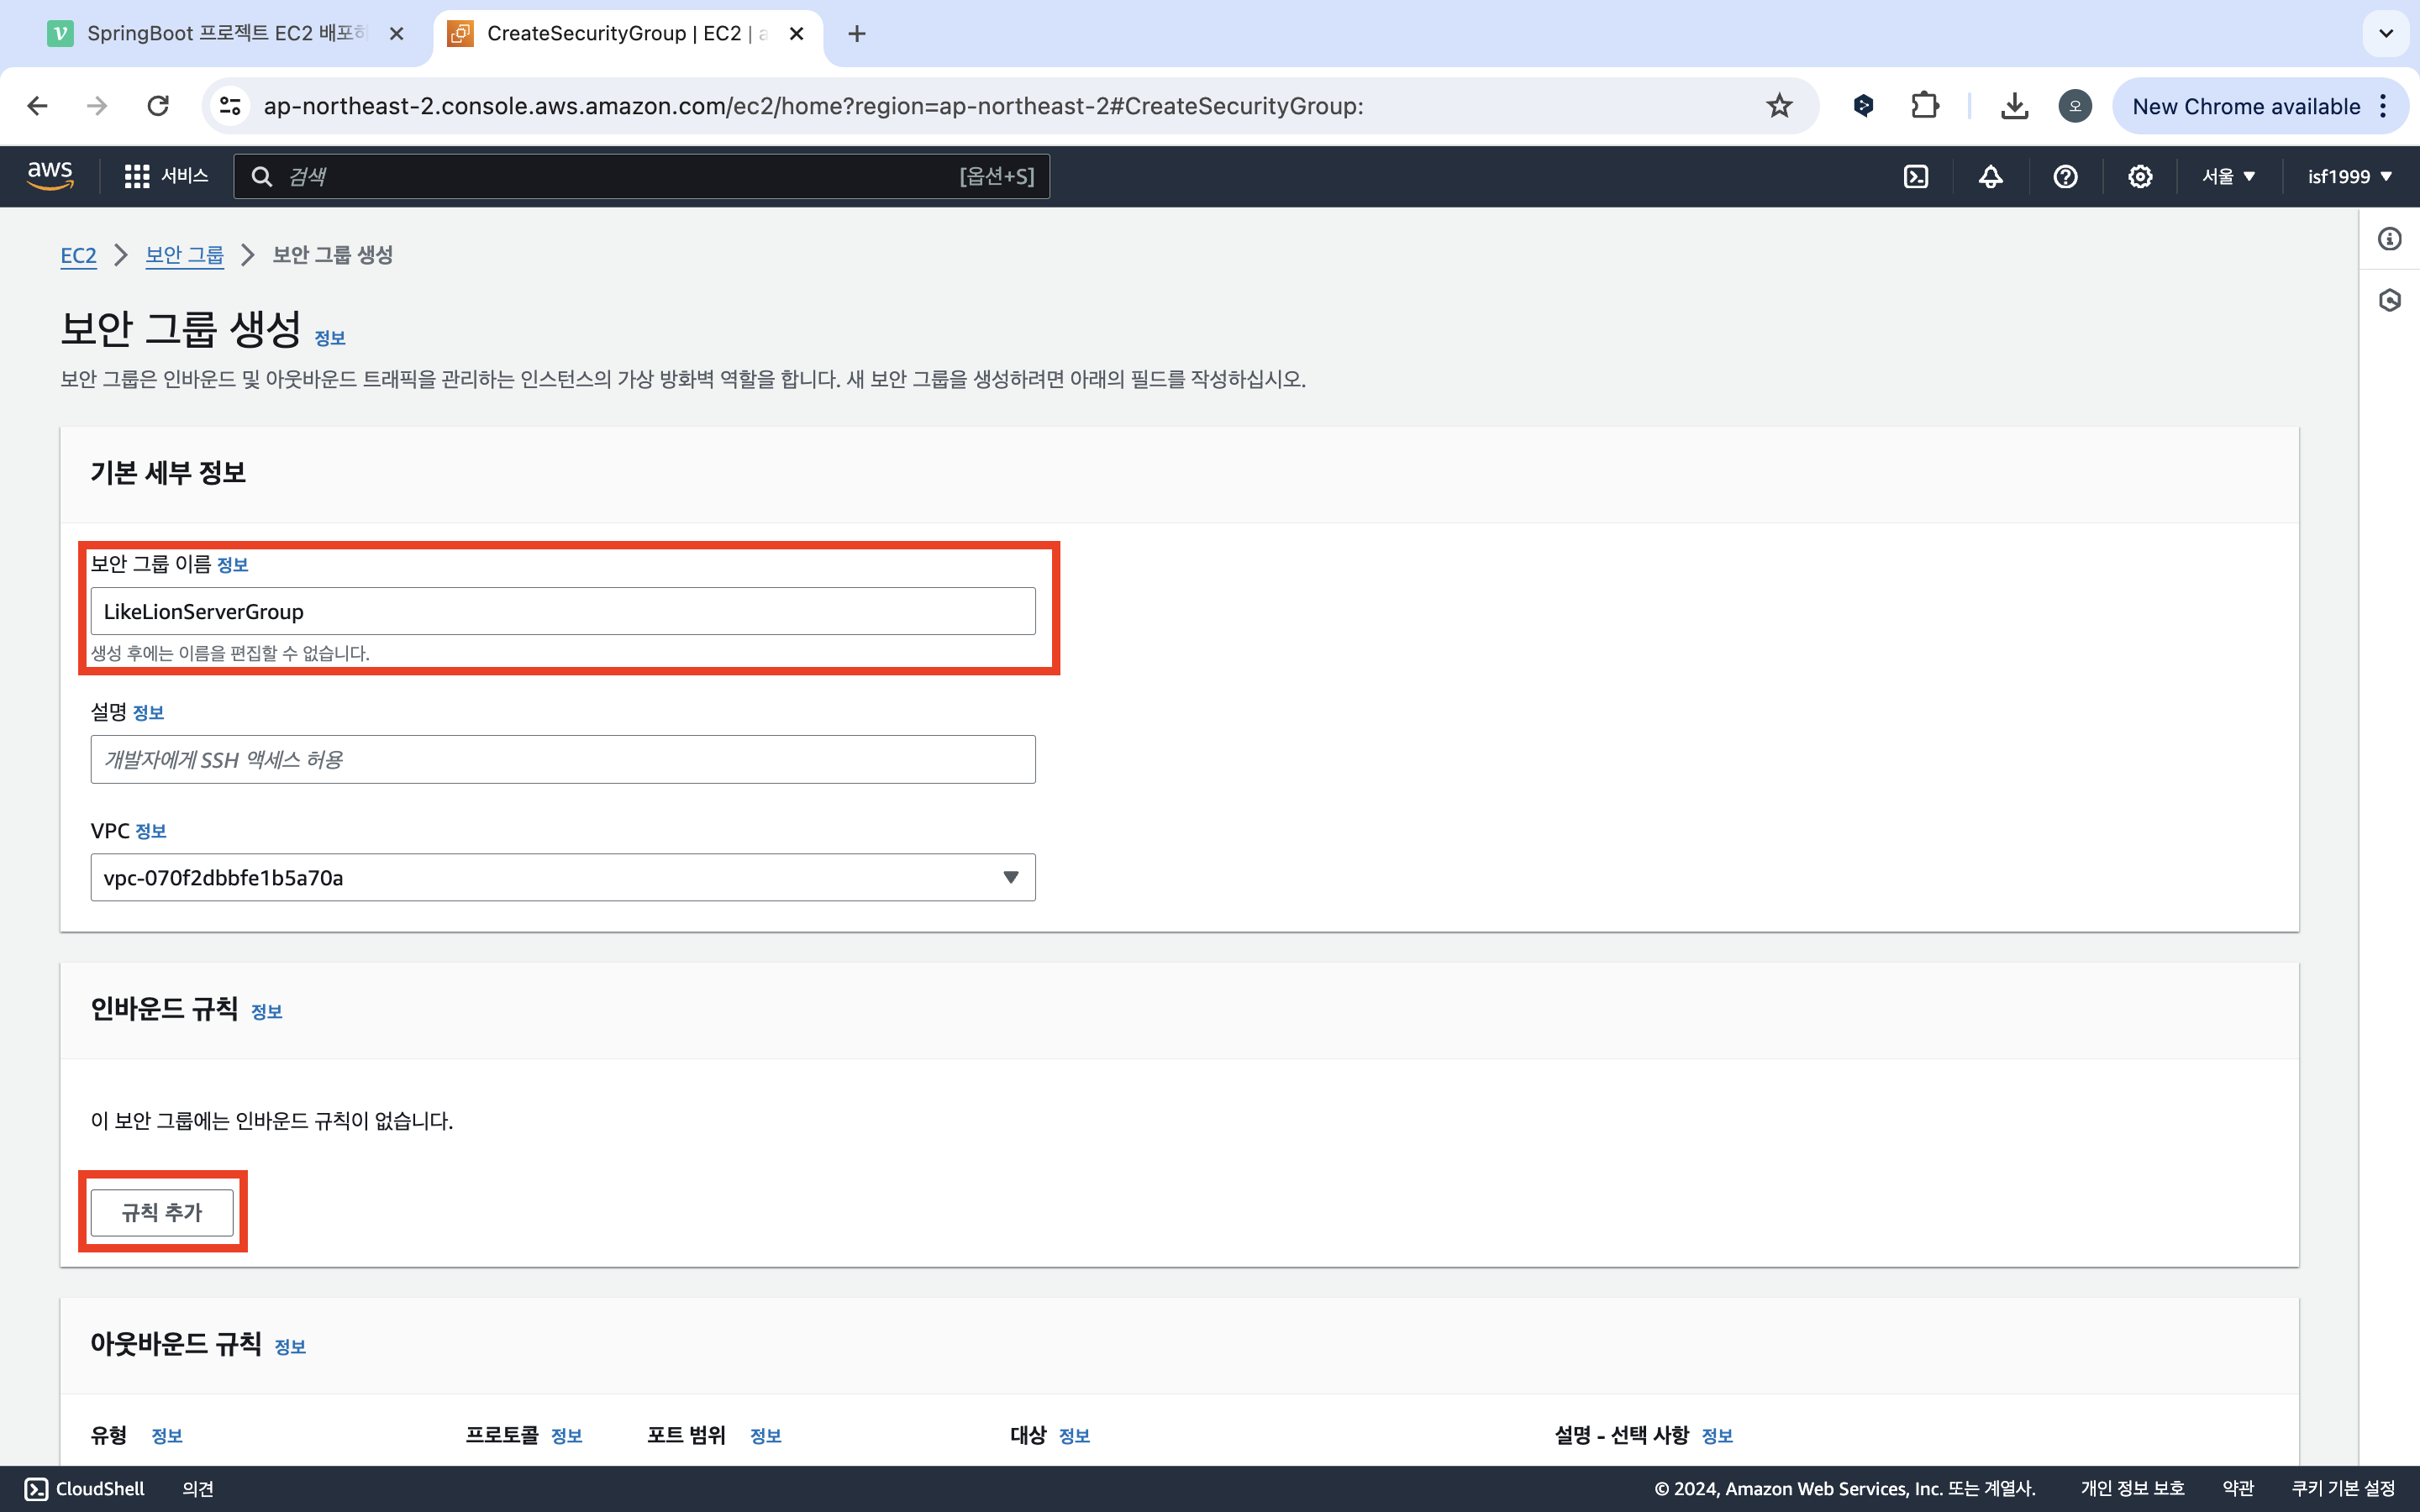 SpringBoot 프로젝트 EC2 배포하
CreateSecurityGroup | EC2 | a
ap-northeast-2.console.aws.amazon.com/ec2/home?region=ap-northeast-2#CreateSecurityGroup:
오
New Chrome available
aws
서비스
검색
[옵션+S]
서울
isf1999
EC2
보안 그룹
보안 그룹 생성
보안 그룹 생성 정보
보안 그룹은 인바운드 및 아웃바운드 트래픽을 관리하는 인스턴스의 가상 방화벽 역할을 합니다. 새 보안 그룹을 생성하려면 아래의 필드를 작성하십시오.
기본 세부 정보
보안 그룹 이름 정보
LikeLionServerGroup
생성 후에는 이름을 편집할 수 없습니다.
설명 정보
개발자에게 SSH 액세스 허용
VPC 정보
vpc-070f2dbbfe1b5a70a
인바운드 규칙 정보
이 보안 그룹에는 인바운드 규칙이 없습니다.
규칙 추가
아웃바운드 규칙 정보
유형 정보 프로토콜 정보 포트 범위 정보 대상 정보 설명 - 선택 사항 정보
CloudShell 의견 © 2024, Amazon Web Services, Inc. 또는 계열사. 개인 정보 보호 약관 쿠키 기본 설정